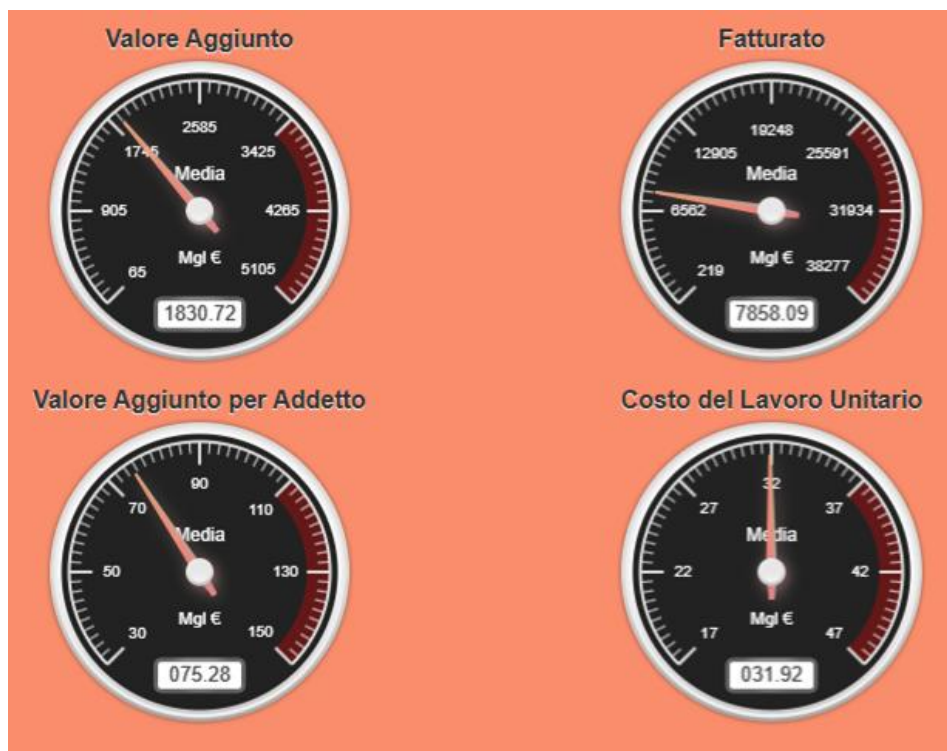 Valore Aggiunto
2585
1745
3425
Media
905
4265
Mgl €
65
5105
1830.72
Fatturato
19248
12905
25591
Media
6562
31934
Mgl €
219
38277
7858.09
Valore Aggiunto per Addetto
90
70
110
Media
50
130
Mgl €
30
150
075.28
Costo del Lavoro Unitario
32
27
37
Media
22
42
Mgl €
17
47
031.92